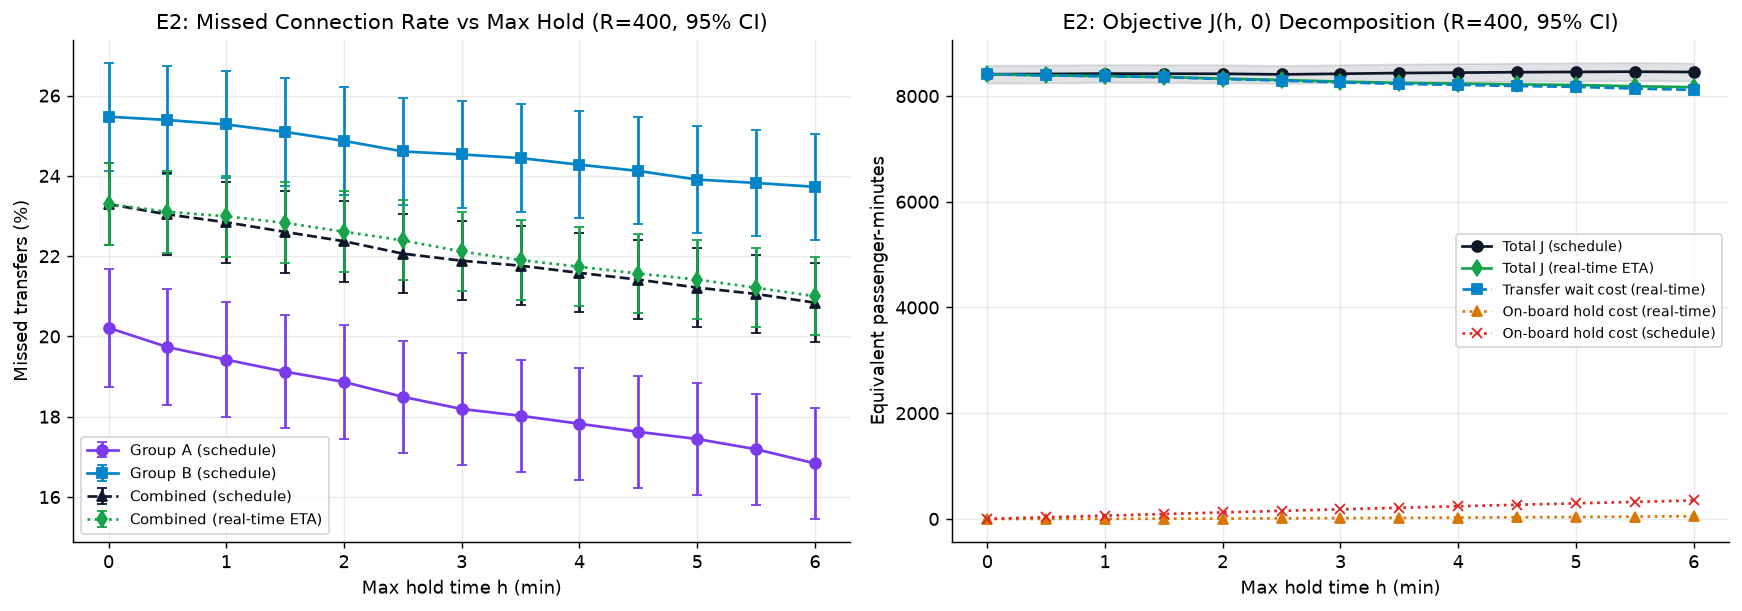 E2: Missed Connection Rate vs Max Hold (R=400, 95% CI)
Missed transfers (%)
26
24
22
20
18
16
Group A (schedule)
Group B (schedule)
Combined (schedule)
Combined (real-time ETA)
0 1 2 3 4 5 6
Max hold time h (min)
E2: Objective J(h, 0) Decomposition (R=400, 95% CI)
Equivalent passenger-minutes
8000
6000
4000
2000
0
Total J (schedule)
Total J (real-time ETA)
Transfer wait cost (real-time)
On-board hold cost (real-time)
On-board hold cost (schedule)
0 1 2 3 4 5 6
Max hold time h (min)